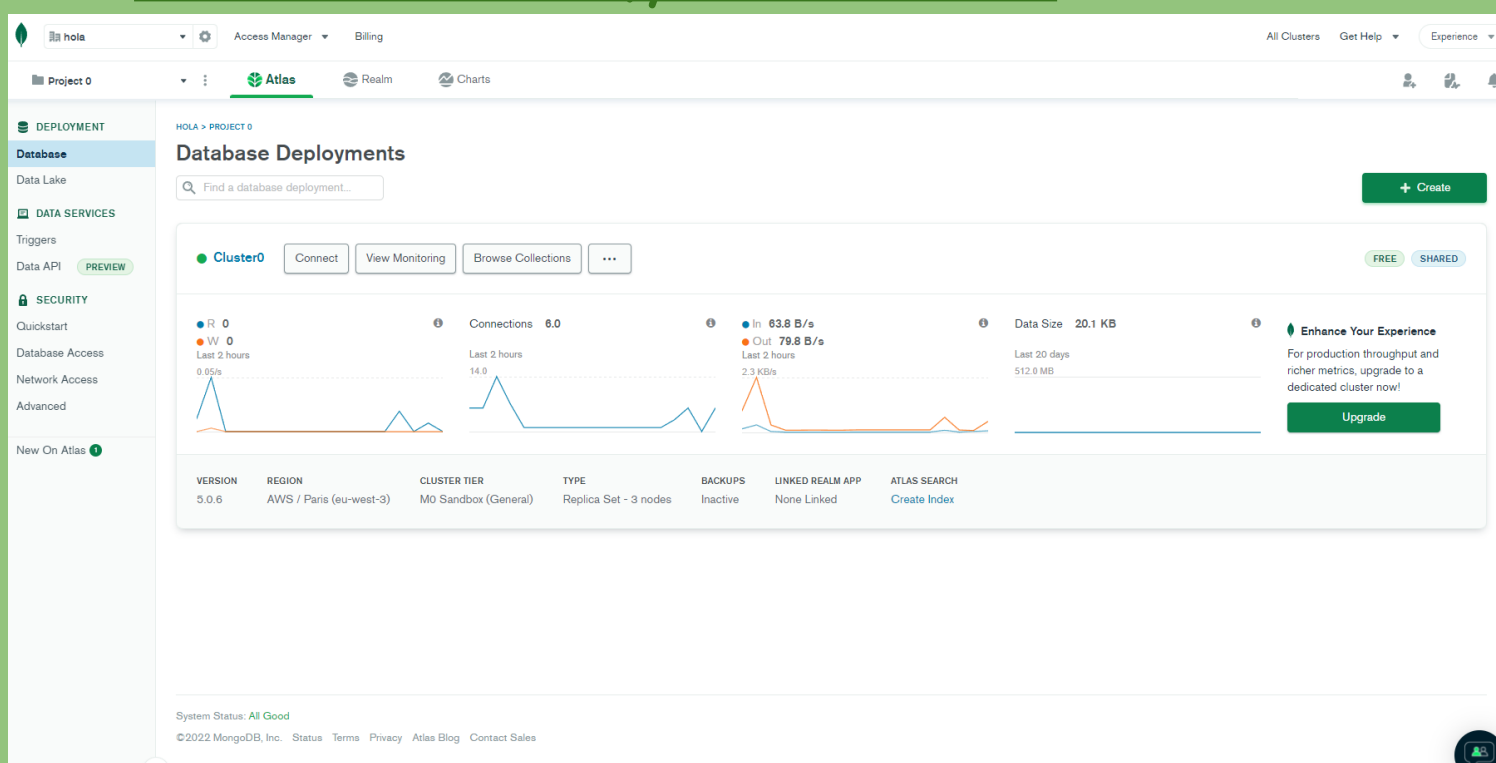 hola
Access Manager
Billing
All Clusters
Get Help
Experience
Project 0
Atlas
Realm
Charts
DEPLOYMENT
Database
Data Lake
DATA SERVICES
Triggers
Data API PREVIEW
SECURITY
Quickstart
Database Access
Network Access
Advanced
New On Atlas 1
HOLA > PROJECT 0
Database Deployments
Find a database deployment...
+ Create
Cluster0
Connect
View Monitoring
Browse Collections
...
FREE
SHARED
R 0
W 0
Last 2 hours
0.05/s
Connections 6.0
Last 2 hours
14.0
In 63.8 B/s
Out 79.8 B/s
Last 2 hours
2.3 KB/s
Data Size 20.1 KB
Last 20 days
512.0 MB
Enhance Your Experience
For production throughput and
richer metrics, upgrade to a
dedicated cluster now!
Upgrade
VERSION
5.0.6
REGION
AWS / Paris (eu-west-3)
CLUSTER TIER
M0 Sandbox (General)
TYPE
Replica Set - 3 nodes
BACKUPS
Inactive
LINKED REALM APP
None Linked
ATLAS SEARCH
Create Index
System Status: All Good
©2022 MongoDB, Inc. Status Terms Privacy Atlas Blog Contact Sales